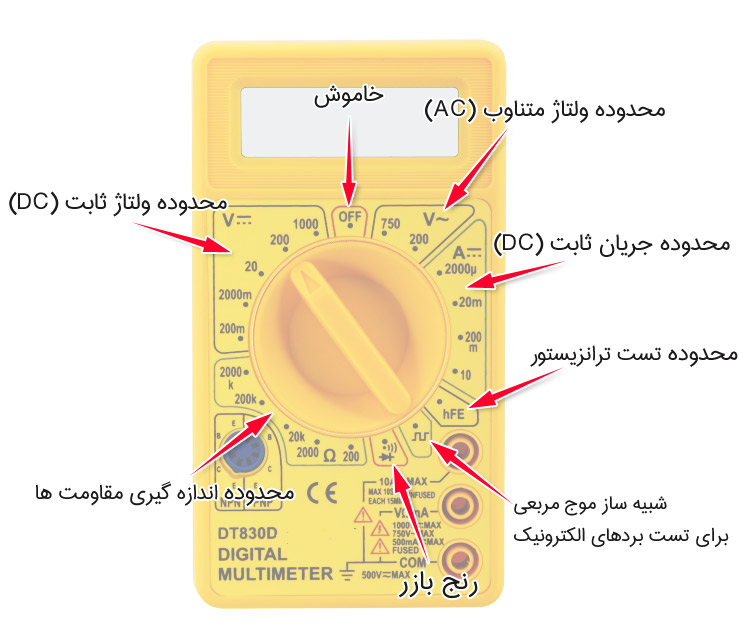 خاموش
محدوده ولتاژ متناوب (AC)
محدوده ولتاژ ثابت (DC)
محدوده جریان ثابت (DC)
OFF
V⎓
1000
750
V~
200
200
A⎓
20
2000µ
2000m
20m
200m
200
m
2000
k
10
200k
hFE
محدوده تست ترانزیستور
20k
2000
Ω
200
محدوده اندازه گیری مقاومت ها
شبیه ساز موج مربعی
برای تست بردهای الکترونیک
رنج بازر
E
E
B
B
C
C
E
E
NPN
PNP
CE
10A MAX
MAX 10S
UNFUSED
EACH 15M
VΩmA
1000V⎓MAX
750V~MAX
500mA MAX
FUSED
COM
500V MAX
DT830D
DIGITAL
MULTIMETER